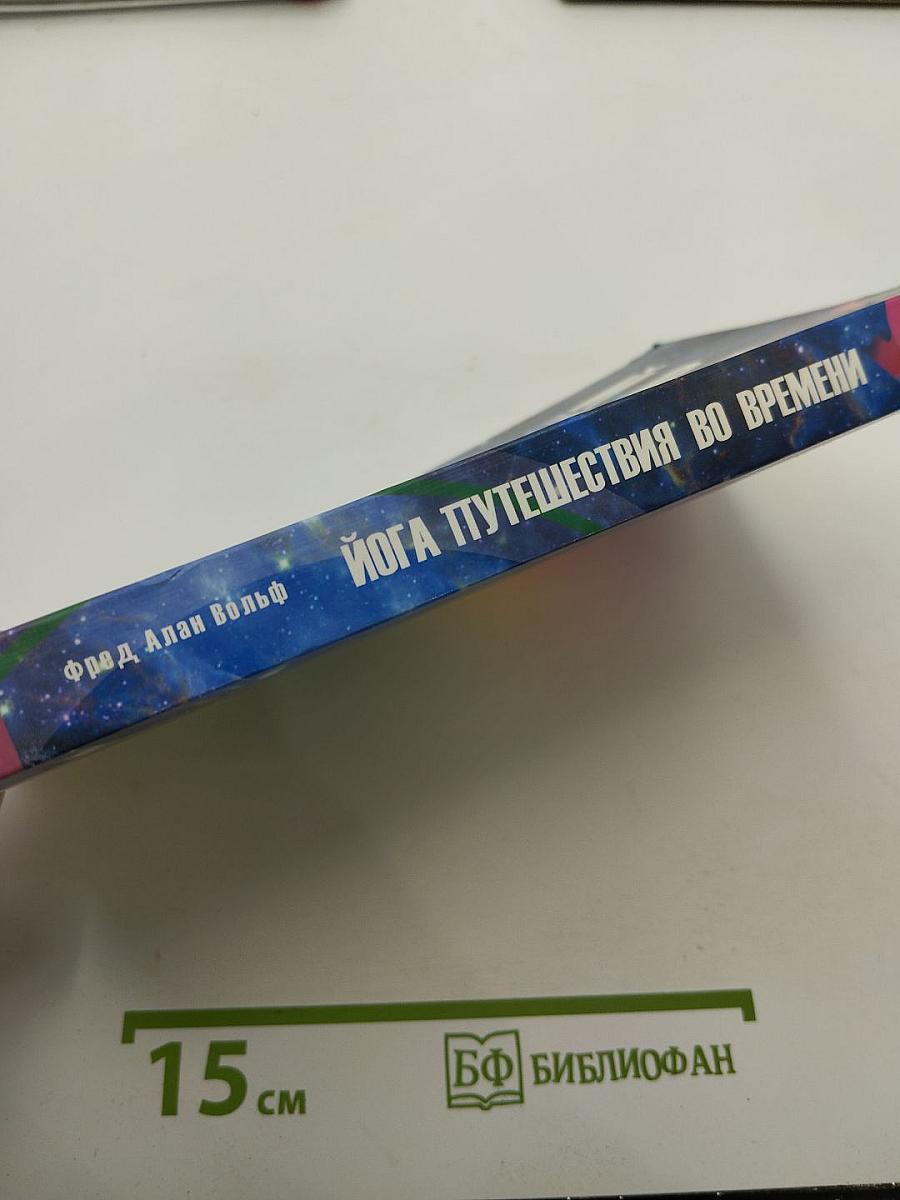 Фред Алан Вольф ЙОГА ПУТЕШЕСТВИЯ ВО ВРЕМЕНИ
15 см
БФ БИБЛИОФАН